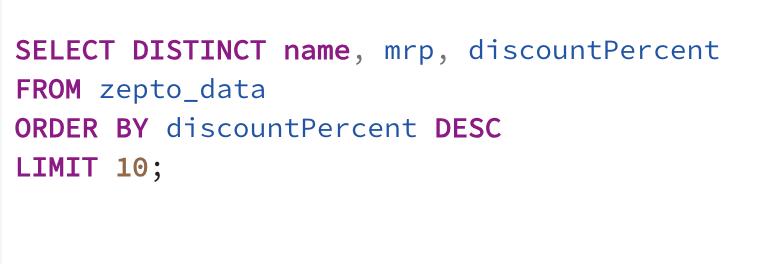 SELECT DISTINCT name, mrp, discountPercent
FROM zepto_data
ORDER BY discountPercent DESC
LIMIT 10;